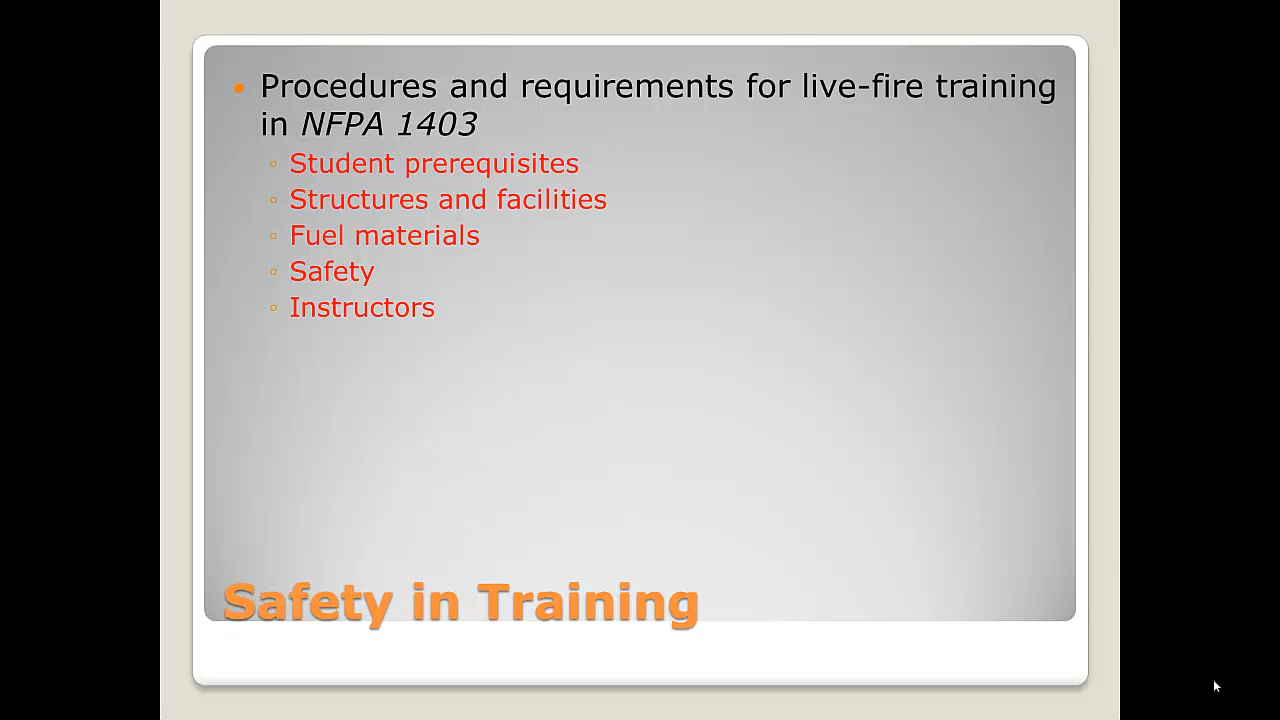 Procedures and requirements for live-fire training
in NFPA 1403
Student prerequisites
Structures and facilities
Fuel materials
Safety
Instructors
Safety in Training